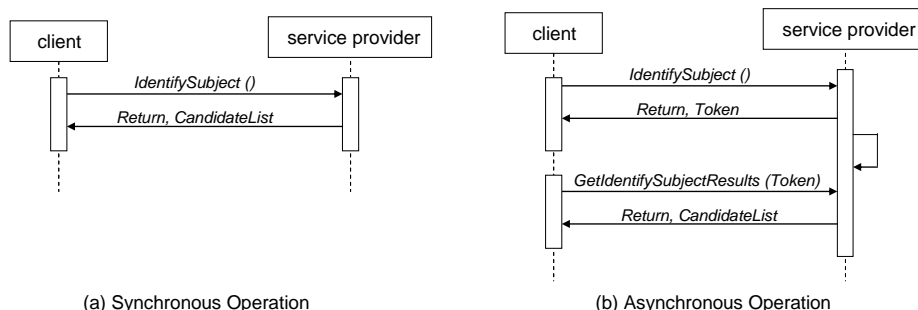 client
service provider
IdentifySubject ()
Return, CandidateList
(a) Synchronous Operation
client
service provider
IdentifySubject ()
Return, Token
GetIdentifySubjectResults (Token)
Return, CandidateList
(b) Asynchronous Operation